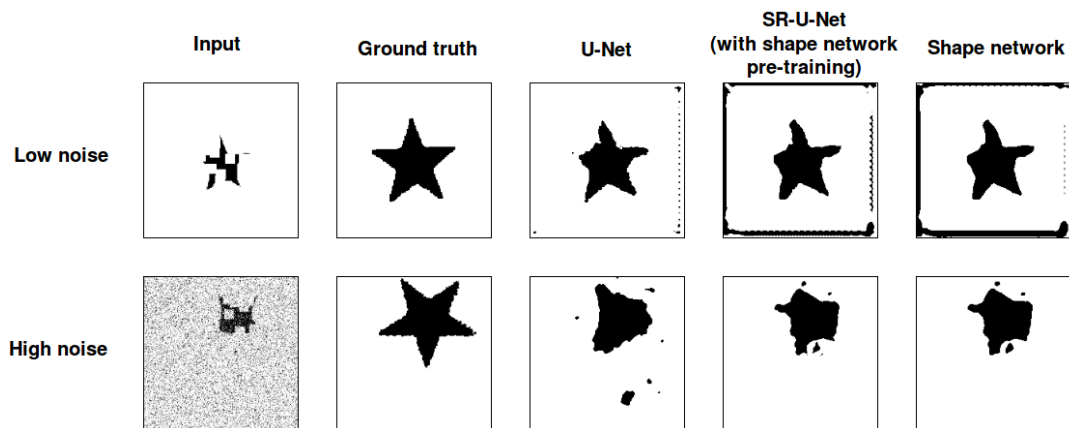 Input
Ground truth
U-Net
SR-U-Net
(with shape network
pre-training)
Shape network
Low noise
High noise